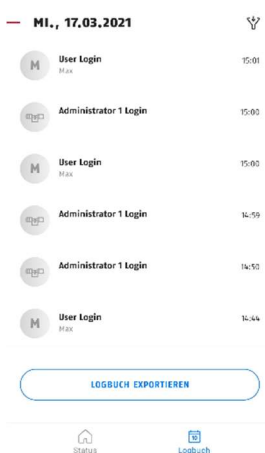 MI., 17.03.2021
User Login 15:01
M
Max
Administrator 1 Login 15:00
User Login 15:00
M
Max
Administrator 1 Login 14:59
Administrator 1 Login 14:50
User Login 14:44
M
Max
LOGBUCH EXPORTIEREN
Status Logbuch